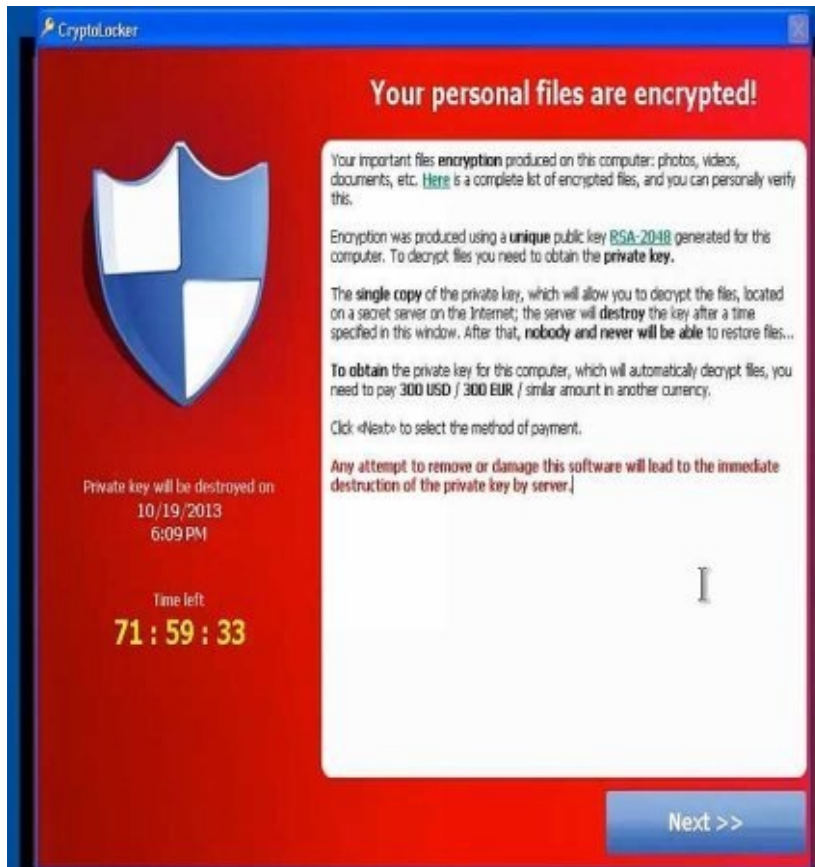 CryptoLocker
Your personal files are encrypted!
Your important files encryption produced on this computer: photos, videos,
documents, etc. Here is a complete list of encrypted files, and you can personally verify
this.
Encryption was produced using a unique public key RSA-2048 generated for this
computer. To decrypt files you need to obtain the private key.
The single copy of the private key, which will allow you to decrypt the files, located
on a secret server on the Internet; the server will destroy the key after a time
specified in this window. After that, nobody and never will be able to restore files...
To obtain the private key for this computer, which will automatically decrypt files, you
need to pay 300 USD / 300 EUR / similar amount in another currency.
Click «Next» to select the method of payment.
Any attempt to remove or damage this software will lead to the immediate
destruction of the private key by server.
Private key will be destroyed on
10/19/2013
6:09 PM
Time left
71 : 59 : 33
Next >>